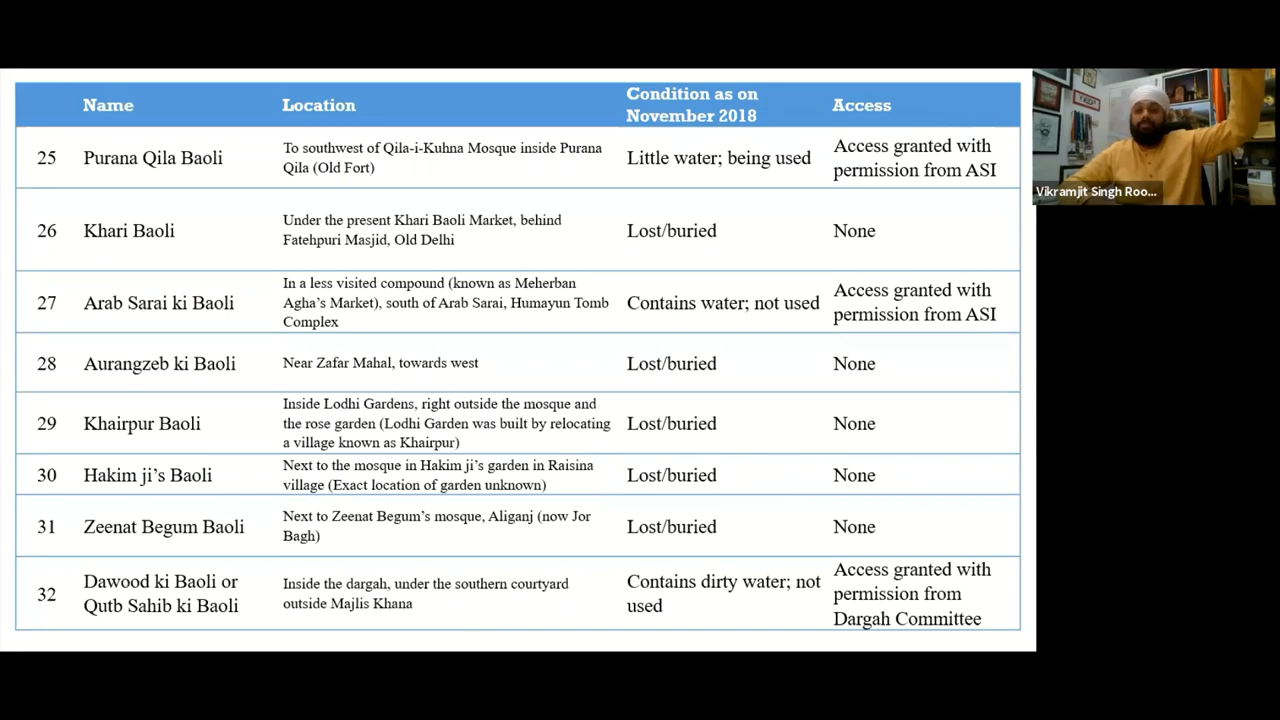 Name Location Condition as on
November 2018 Access
25 Purana Qila Baoli To southwest of Qila-i-Kuhna Mosque inside Purana
Qila (Old Fort) Little water; being used Access granted with
permission from ASI
26 Khari Baoli Under the present Khari Baoli Market, behind
Fatehpuri Masjid, Old Delhi Lost/buried None
27 Arab Sarai ki Baoli In a less visited compound (known as Meherban
Agha's Market), south of Arab Sarai, Humayun Tomb
Complex Contains water; not used Access granted with
permission from ASI
28 Aurangzeb ki Baoli Near Zafar Mahal, towards west Lost/buried None
29 Khairpur Baoli Inside Lodhi Gardens, right outside the mosque and
the rose garden (Lodhi Garden was built by relocating
a village known as Khairpur) Lost/buried None
30 Hakim ji's Baoli Next to the mosque in Hakim ji's garden in Raisina
village (Exact location of garden unknown) Lost/buried None
31 Zeenat Begum Baoli Next to Zeenat Begum's mosque, Aliganj (now Jor
Bagh) Lost/buried None
32 Dawood ki Baoli or
Qutb Sahib ki Baoli Inside the dargah, under the southern courtyard
outside Majlis Khana Contains dirty water; not
used Access granted with
permission from
Dargah Committee
Vikramjit Singh Roo...